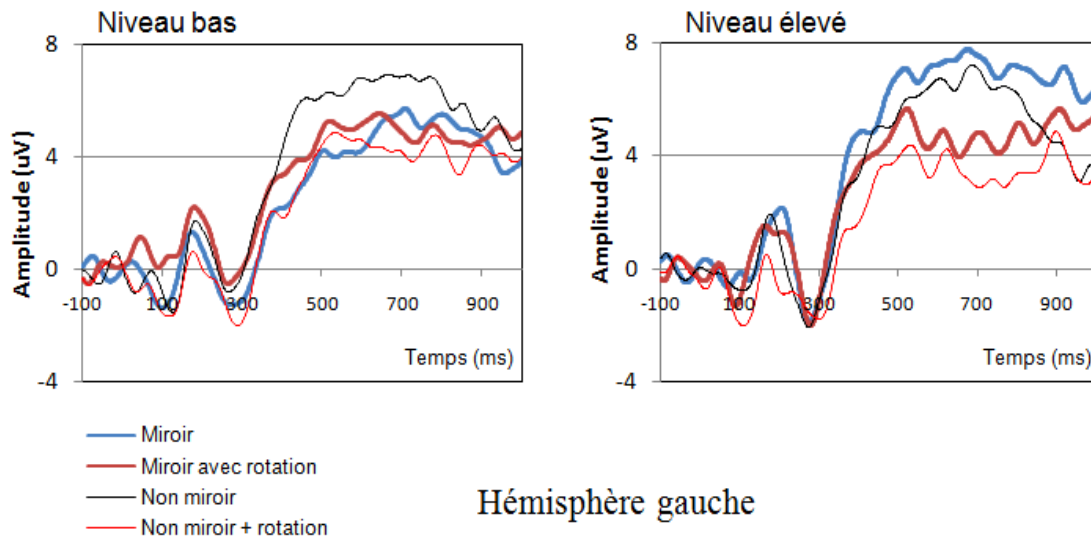 Niveau bas
8
4
0
-4
Amplitude (uV)
-100 100 300 500 700 900
Temps (ms)
Niveau élevé
8
4
0
-4
Amplitude (uV)
-100 100 300 500 700 900
Temps (ms)
Miroir
Miroir avec rotation
Non miroir
Non miroir + rotation
Hémisphère gauche